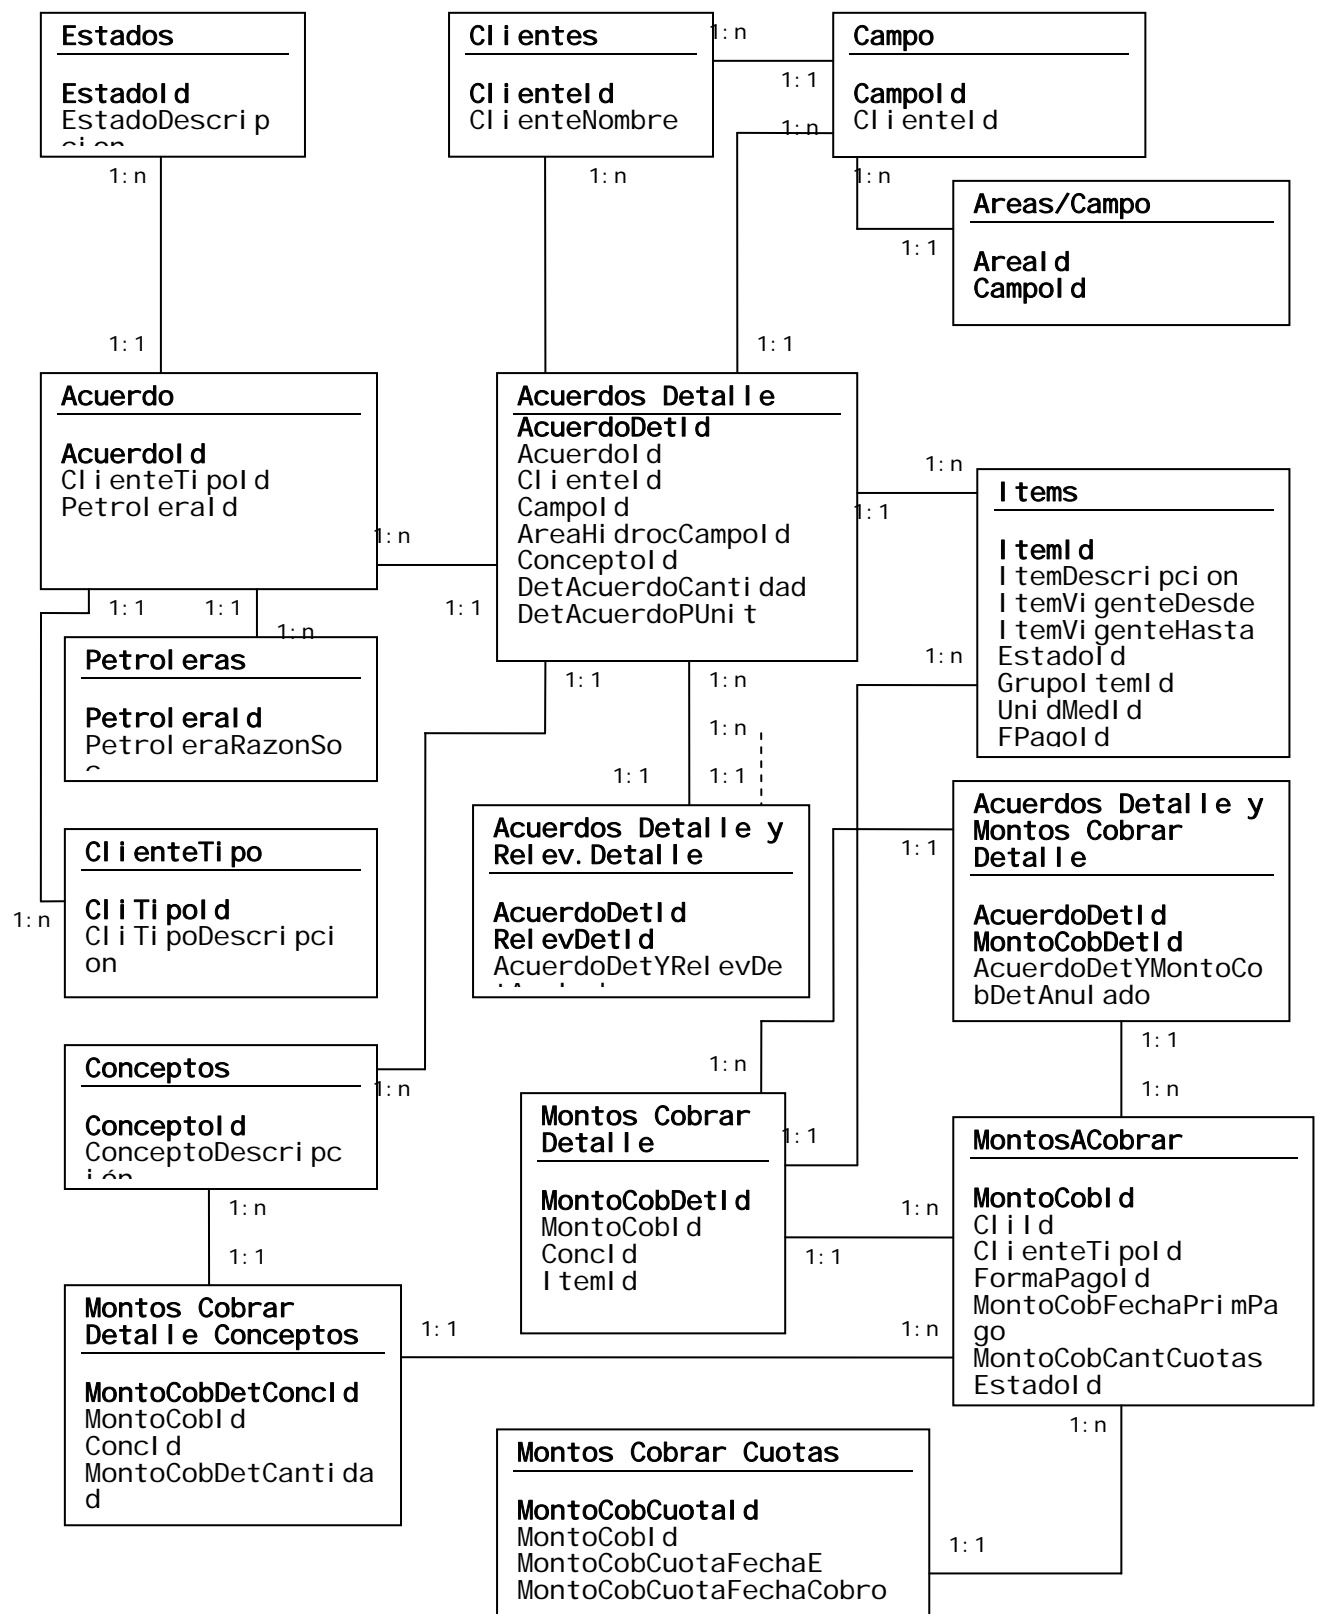 Estados
EstadoId
EstadoDescrip
cion
1:n
1:1
Clientes
ClienteId
ClienteNombre
1:n
1:1
1:n
Campo
CampoId
ClienteId
1:n
1:n
1:1
1:1
Areas/Campo
AreaId
CampoId
Acuerdo
AcuerdoId
ClienteTipoId
PetroleraId
1:n
1:1
1:1
1:1
1:n
Acuerdos Detalle
AcuerdoDetId
AcuerdoId
ClienteId
CampoId
AreaHidrocCampoId
ConceptoId
DetAcuerdoCantidad
DetAcuerdoPUnit
1:n
1:1
Items
ItemId
ItemDescripcion
ItemVigenteDesde
ItemVigenteHasta
EstadoId
GrupoItemId
UnidMedId
FPagoId
1:n
Petroleras
PetroleraId
PetroleraRazonSo
1:1
1:n
1:n
1:1
1:1
ClienteTipo
CliTipoId
CliTipoDescripci
on
1:n
Acuerdos Detalle y
Relev.Detalle
AcuerdoDetId
RelevDetId
AcuerdoDetYRelevDe
Acuerdos Detalle y
Montos Cobrar
Detalle
AcuerdoDetId
MontoCobDetId
AcuerdoDetYMontoCo
bDetAnulado
1:1
1:1
1:n
Conceptos
ConceptoId
ConceptoDescripc
ión
1:n
1:n
1:1
Montos Cobrar
Detalle
MontoCobDetId
MontoCobId
ConcId
ItemId
1:n
1:1
1:n
1:1
MontosACobrar
MontoCobId
CliId
ClienteTipoId
FormaPagoId
MontoCobFechaPrimPa
go
MontoCobCantCuotas
EstadoId
Montos Cobrar
Detalle Conceptos
MontoCobDetConcId
MontoCobId
ConcId
MontoCobDetCantida
d
1:1
1:n
1:n
Montos Cobrar Cuotas
MontoCobCuotaId
MontoCobId
MontoCobCuotaFechaE
MontoCobCuotaFechaCobro
1:1